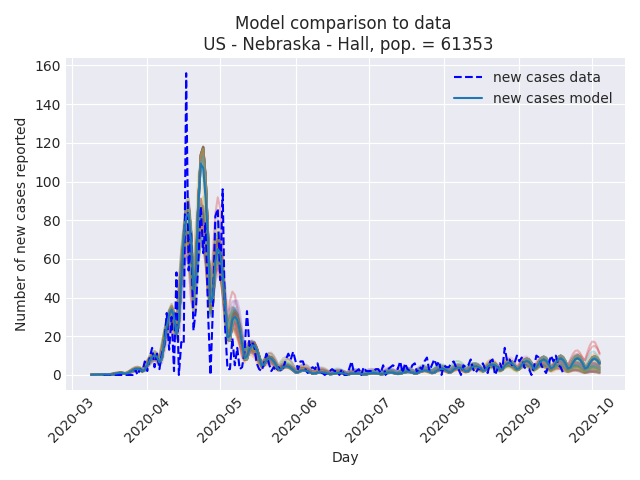 Model comparison to data
US - Nebraska - Hall, pop. = 61353
new cases data
new cases model
Number of new cases reported
160
140
120
100
80
60
40
20
0
2020-03
2020-04
2020-05
2020-06
2020-07
2020-08
2020-09
2020-10
Day